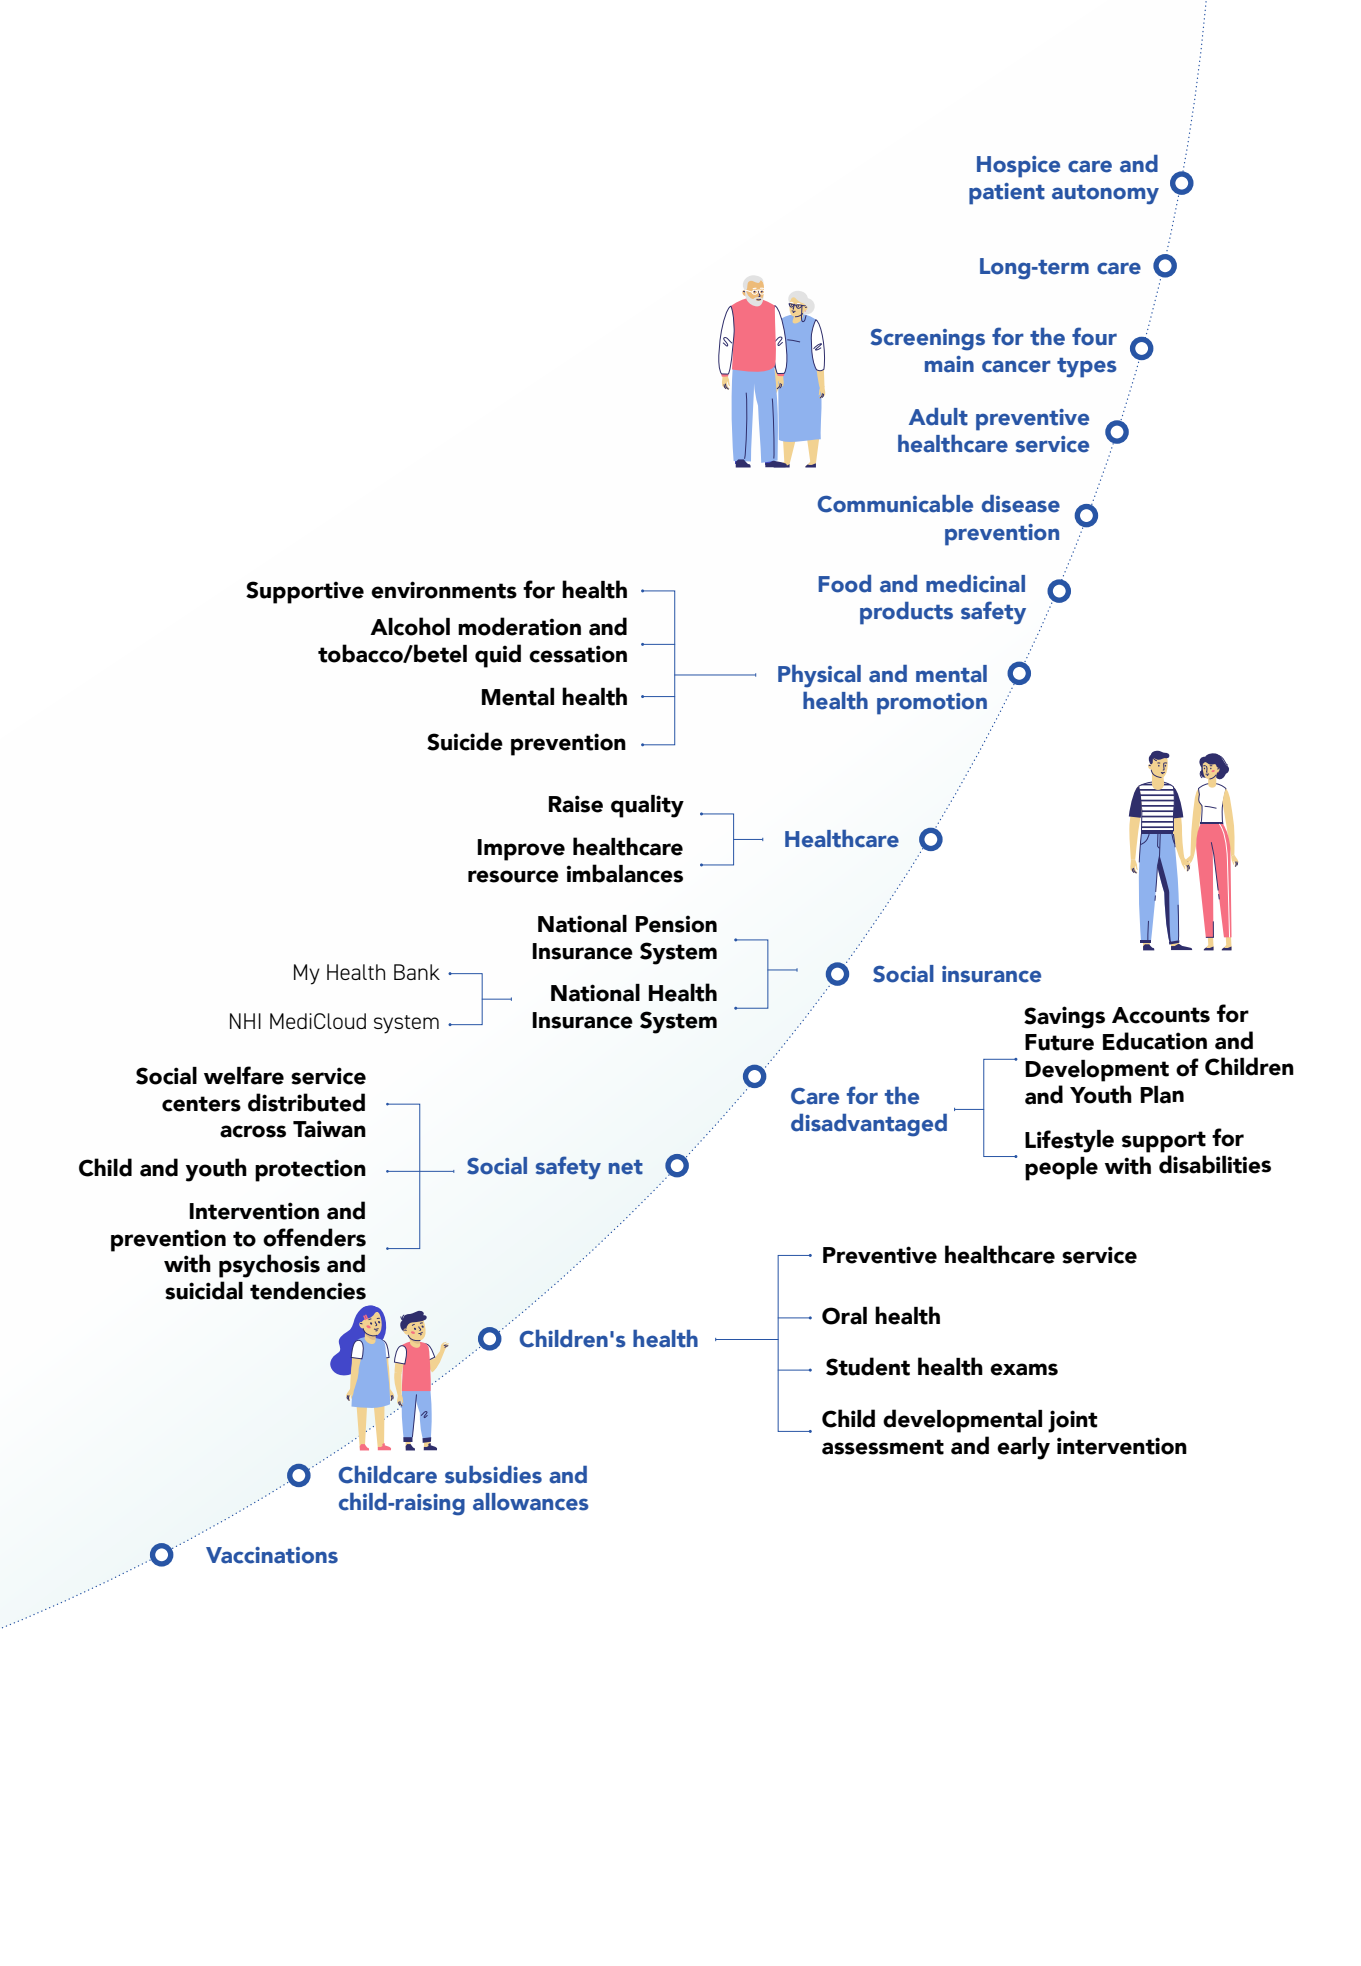 Hospice care and
patient autonomy
Long-term care
Screenings for the four
main cancer types
Adult preventive
healthcare service
Communicable disease
prevention
Food and medicinal
products safety
Physical and mental
health promotion
Supportive environments for health
Alcohol moderation and
tobacco/betel quid cessation
Mental health
Suicide prevention
Healthcare
Raise quality
Improve healthcare
resource imbalances
Social insurance
National Pension
Insurance System
National Health
Insurance System
My Health Bank
NHI MediCloud system
Care for the
disadvantaged
Savings Accounts for
Future Education and
Development of Children
and Youth Plan
Lifestyle support for
people with disabilities
Social safety net
Social welfare service
centers distributed
across Taiwan
Child and youth protection
Intervention and
prevention to offenders
with psychosis and
suicidal tendencies
Children's health
Preventive healthcare service
Oral health
Student health exams
Child developmental joint
assessment and early intervention
Childcare subsidies and
child-raising allowances
Vaccinations